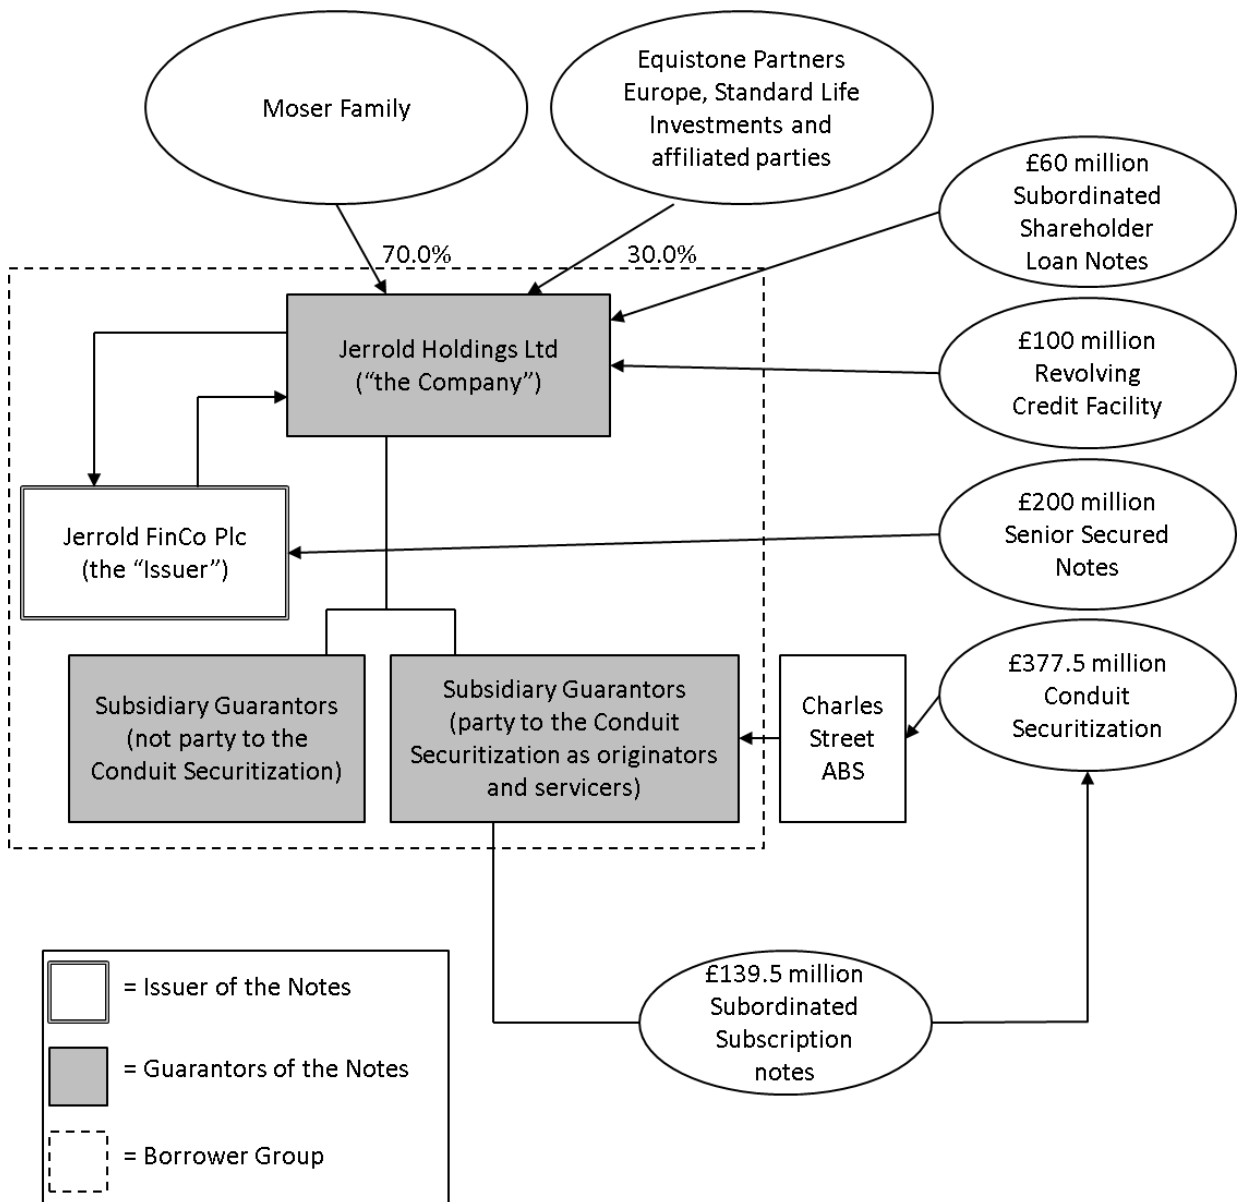 Moser Family
Equistone Partners
Europe, Standard Life
Investments and
affiliated parties
£60 million
Subordinated
Shareholder
Loan Notes
70.0%
30.0%
Jerrold Holdings Ltd
(“the Company”)
£100 million
Revolving
Credit Facility
Jerrold FinCo Plc
(the “Issuer”)
£200 million
Senior Secured
Notes
Subsidiary Guarantors
(not party to the
Conduit Securitization)
Subsidiary Guarantors
(party to the Conduit
Securitization as originators
and servicers)
Charles
Street
ABS
£377.5 million
Conduit
Securitization
£139.5 million
Subordinated
Subscription
notes
= Issuer of the Notes
= Guarantors of the Notes
= Borrower Group